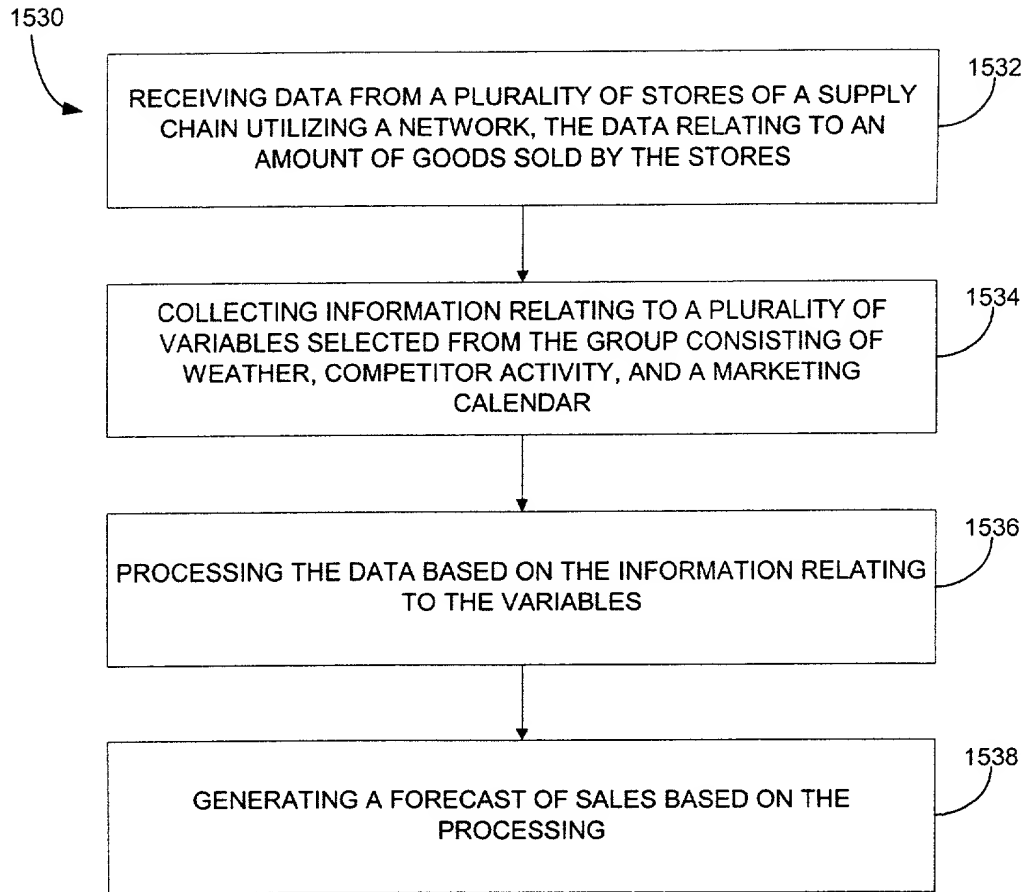 1530
1532
RECEIVING DATA FROM A PLURALITY OF STORES OF A SUPPLY
CHAIN UTILIZING A NETWORK, THE DATA RELATING TO AN
AMOUNT OF GOODS SOLD BY THE STORES
1534
COLLECTING INFORMATION RELATING TO A PLURALITY OF
VARIABLES SELECTED FROM THE GROUP CONSISTING OF
WEATHER, COMPETITOR ACTIVITY, AND A MARKETING
CALENDAR
1536
PROCESSING THE DATA BASED ON THE INFORMATION RELATING
TO THE VARIABLES
1538
GENERATING A FORECAST OF SALES BASED ON THE
PROCESSING